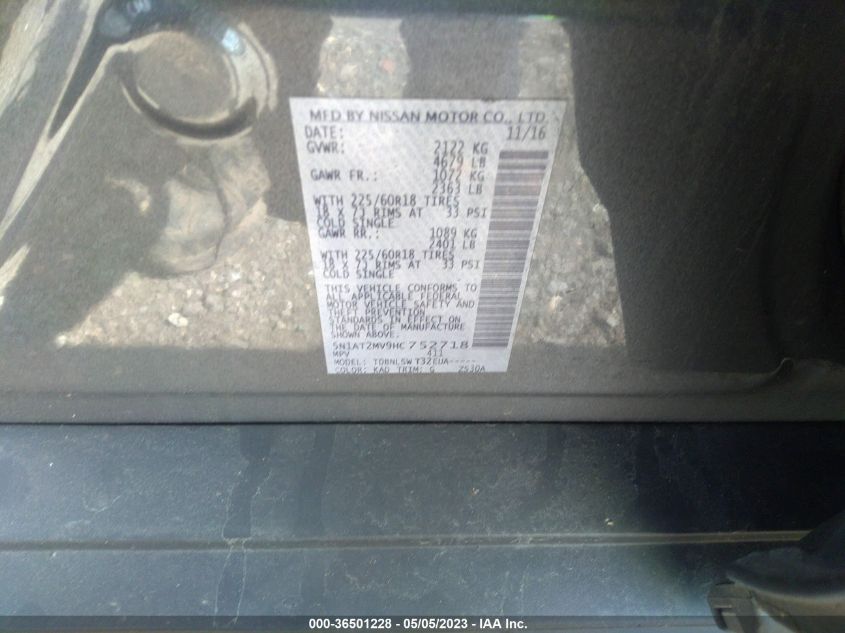 MFD BY NISSAN MOTOR CO., LTD.
DATE: 11/16
GVWR: 2122 KG
4679 LB
GAWR FR.: 1072 KG
2363 LB
WITH 225/60R18 TIRES
18 X 7J RIMS AT 33 PSI
COLD SINGLE
GAWR RR.: 1089 KG
2401 LB
WITH 225/60R18 TIRES
18 X 7J RIMS AT 33 PSI
COLD SINGLE
THIS VEHICLE CONFORMS TO
ALL APPLICABLE FEDERAL
MOTOR VEHICLE SAFETY AND
THEFT PREVENTION
STANDARDS IN EFFECT ON
THE DATE OF MANUFACTURE
SHOWN ABOVE.
5N1AT2MV9HC752718
MPV 411
MODEL: TDBNLSWT32EUA-----
COLOR: KAD TRIM: G ZS30A
000-36501228 - 05/05/2023 - IAA Inc.